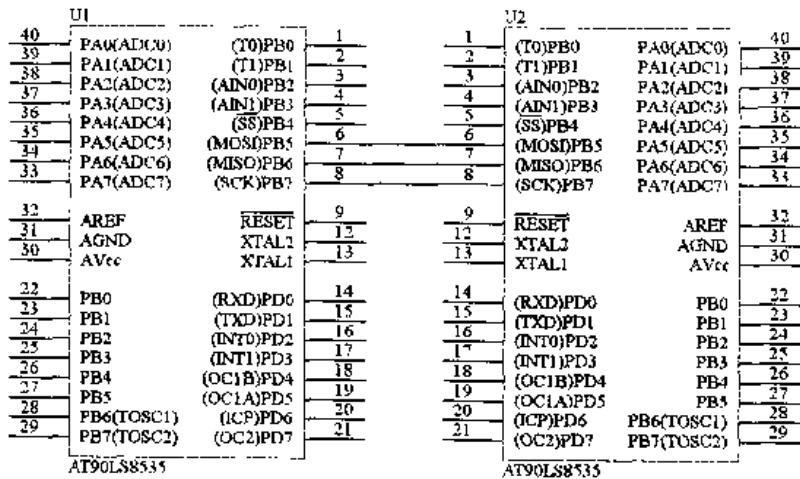 U1 U2
40 PA0(ADC0) (T0)PB0 1 1 (T0)PB0 PA0(ADC0) 40
39 PA1(ADC1) (T1)PB1 2 2 (T1)PB1 PA1(ADC1) 39
38 PA2(ADC2) (AIN0)PB2 3 3 (AIN0)PB2 PA2(ADC2) 38
37 PA3(ADC3) (AIN1)PB3 4 4 (AIN1)PB3 PA3(ADC3) 37
36 PA4(ADC4) (SS)PB4 5 5 (SS)PB4 PA4(ADC4) 36
35 PA5(ADC5) (MOSI)PB5 6 6 (MOSI)PB5 PA5(ADC5) 35
34 PA6(ADC6) (MISO)PB6 7 7 (MISO)PB6 PA6(ADC6) 34
33 PA7(ADC7) (SCK)PB7 8 8 (SCK)PB7 PA7(ADC7) 33
32 AREF RESET 9 9 RESET AREF 32
31 AGND XTAL2 12 12 XTAL2 AGND 31
30 AVcc XTAL1 13 13 XTAL1 AVcc 30
22 PB0 (RXD)PD0 14 14 (RXD)PD0 PB0 22
23 PB1 (TXD)PD1 15 15 (TXD)PD1 PB1 23
24 PB2 (INT0)PD2 16 16 (INT0)PD2 PB2 24
25 PB3 (INT1)PD3 17 17 (INT1)PD3 PB3 25
26 PB4 (OC1B)PD4 18 18 (OC1B)PD4 PB4 26
27 PB5 (OC1A)PD5 19 19 (OC1A)PD5 PB5 27
28 PB6(TOSC1) (ICP)PD6 20 20 (ICP)PD6 PB6(TOSC1) 28
29 PB7(TOSC2) (OC2)PD7 21 21 (OC2)PD7 PB7(TOSC2) 29
AT90LS8535 AT90LS8535